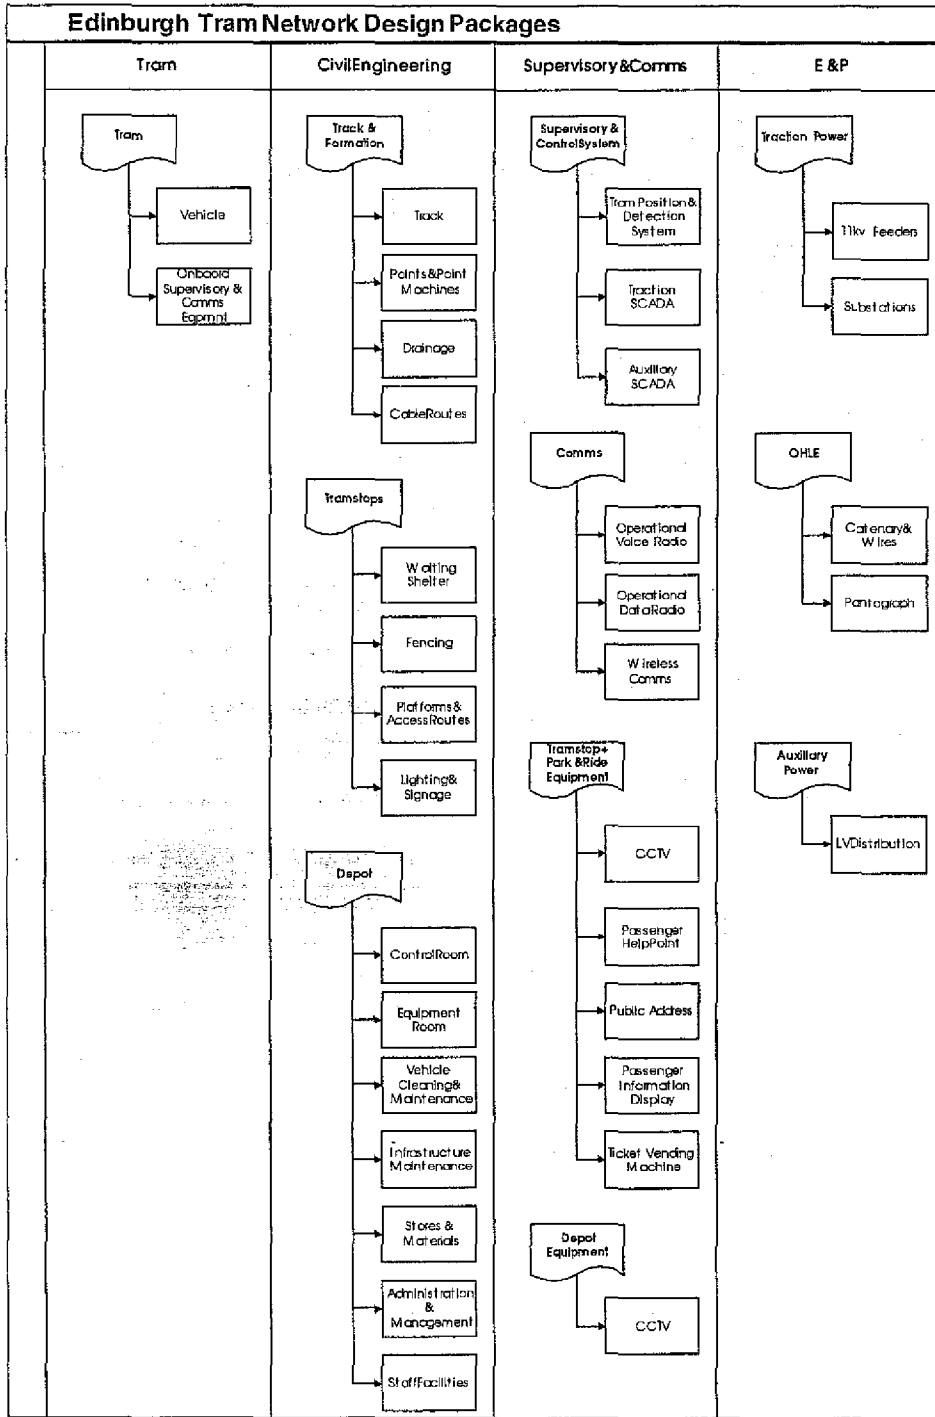 Edinburgh Tram Network Design Packages
Tram
CivilEngineering
Supervisory&Comms
E &P
Tram
Vehicle
Onboard
Supervisory &
Comms
Eqpmnt
Track &
Formation
Track
Points&Point
Machines
Drainage
CableRoutes
Tramstops
Waiting
Shelter
Fencing
Platforms&
AccessRoutes
Lighting&
Signage
Depot
ControlRoom
Equipment
Room
Vehicle
Cleaning&
Maintenance
Infrastructure
Maintenance
Stores &
Materials
Administration
&
Management
StaffFacilities
Supervisory &
ControlSystem
Tram Position&
Detection
System
Traction
SCADA
Auxillary
SCADA
Comms
Operational
Voice Radio
Operational
DataRadio
Wireless
Comms
Tramstop+
Park &Ride
Equipment
CCTV
Passenger
HelpPoint
Public Address
Passenger
Information
Display
Ticket Vending
Machine
Depot
Equipment
CCTV
Traction Power
11kv Feeders
Substations
OHLE
Catenary&
Wires
Pantograph
Auxillary
Power
LVDistribution